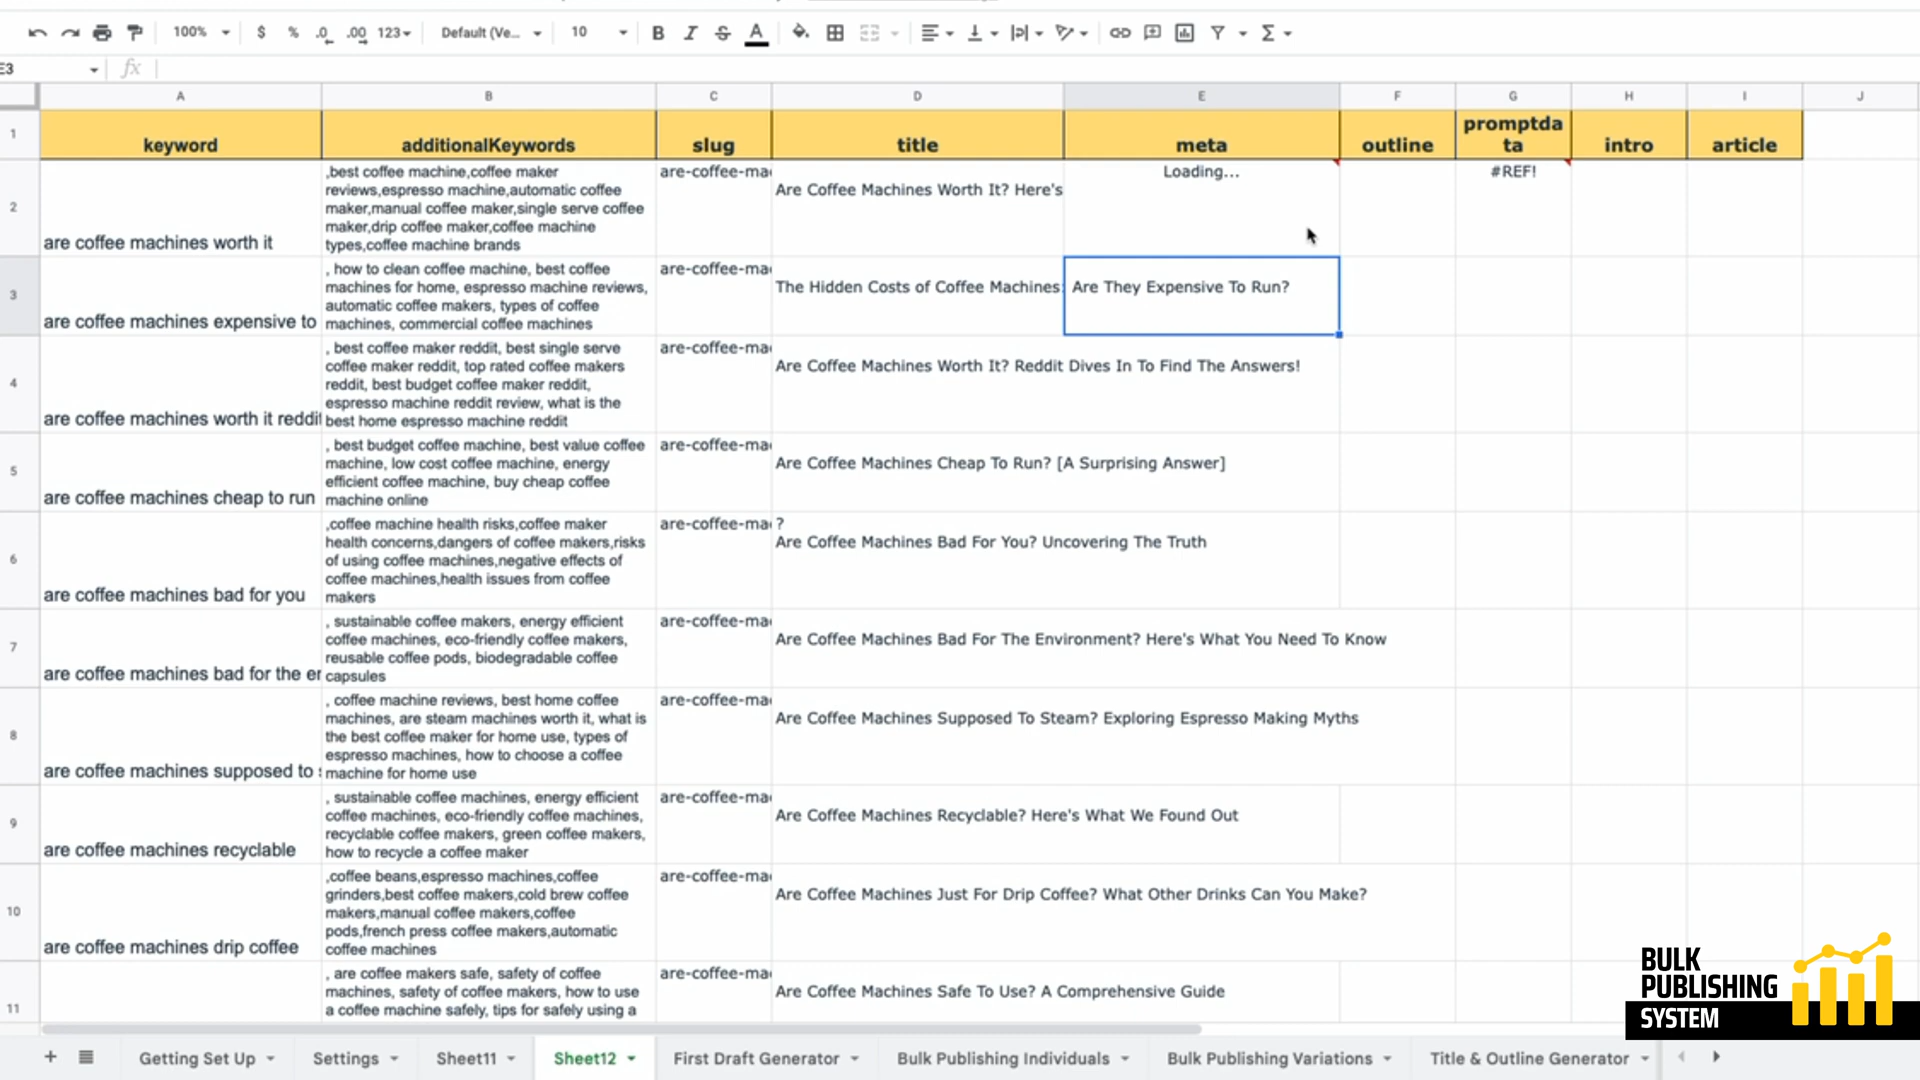 100%
$ % .0 .00 123
Default (Ve...
10
B I S A
E3
fx
A B C D E F G H I J
1 keyword additionalKeywords slug title meta outline promptda
ta intro article
2
are coffee machines worth it
,best coffee machine,coffee maker
reviews,espresso machine,automatic coffee
maker,manual coffee maker,single serve coffee
maker,drip coffee maker,coffee machine
types,coffee machine brands
are-coffee-ma
Are Coffee Machines Worth It? Here's
Loading...
#REF!
3
are coffee machines expensive to
, how to clean coffee machine, best coffee
machines for home, espresso machine reviews,
automatic coffee makers, types of coffee
machines, commercial coffee machines
are-coffee-ma
The Hidden Costs of Coffee Machines: Are They Expensive To Run?
4
are coffee machines worth it reddit
, best coffee maker reddit, best single serve
coffee maker reddit, top rated coffee makers
reddit, best budget coffee maker reddit,
espresso machine reddit review, what is the
best home espresso machine reddit
are-coffee-ma
Are Coffee Machines Worth It? Reddit Dives In To Find The Answers!
5
are coffee machines cheap to run
, best budget coffee machine, best value coffee
machine, low cost coffee machine, energy
efficient coffee machine, buy cheap coffee
machine online
are-coffee-ma
Are Coffee Machines Cheap To Run? [A Surprising Answer]
6
are coffee machines bad for you
,coffee machine health risks,coffee maker
health concerns,dangers of coffee makers,risks
of using coffee machines,negative effects of
coffee machines,health issues from coffee
makers
are-coffee-ma
?
Are Coffee Machines Bad For You? Uncovering The Truth
7
are coffee machines bad for the er
, sustainable coffee makers, energy efficient
coffee machines, eco-friendly coffee makers,
reusable coffee pods, biodegradable coffee
capsules
are-coffee-ma
Are Coffee Machines Bad For The Environment? Here's What You Need To Know
8
are coffee machines supposed to
, coffee machine reviews, best home coffee
machines, are steam machines worth it, what is
the best coffee maker for home use, types of
espresso machines, how to choose a coffee
machine for home use
are-coffee-ma
Are Coffee Machines Supposed To Steam? Exploring Espresso Making Myths
9
are coffee machines recyclable
, sustainable coffee machines, energy efficient
coffee machines, eco-friendly coffee machines,
recyclable coffee makers, green coffee makers,
how to recycle a coffee maker
are-coffee-ma
Are Coffee Machines Recyclable? Here's What We Found Out
10
are coffee machines drip coffee
,coffee beans,espresso machines,coffee
grinders,best coffee makers,cold brew coffee
makers,manual coffee makers,coffee
pods,french press coffee makers,automatic
coffee machines
are-coffee-ma
Are Coffee Machines Just For Drip Coffee? What Other Drinks Can You Make?
11
, are coffee makers safe, safety of coffee
machines, safety of coffee makers, how to use
a coffee machine safely, tips for safely using a
are-coffee-ma
Are Coffee Machines Safe To Use? A Comprehensive Guide
BULK
PUBLISHING
SYSTEM
Getting Set Up Settings Sheet11 Sheet12 First Draft Generator Bulk Publishing Individuals Bulk Publishing Variations Title & Outline Generator